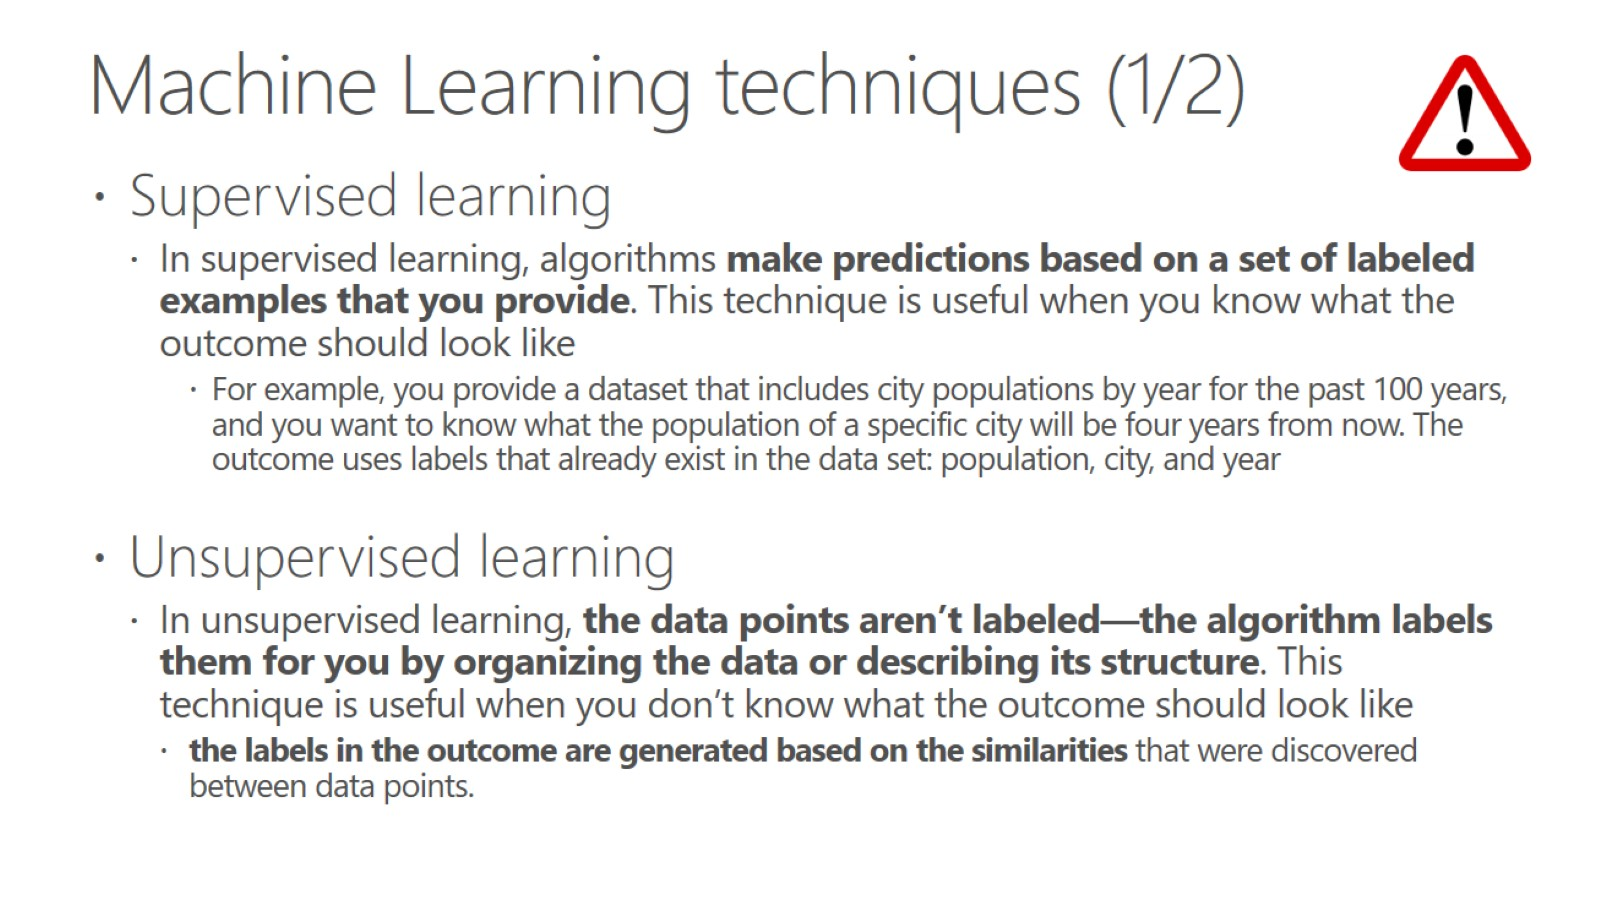 Machine Learning techniques (1/2)
• Supervised learning
• In supervised learning, algorithms make predictions based on a set of labeled
examples that you provide. This technique is useful when you know what the
outcome should look like
• For example, you provide a dataset that includes city populations by year for the past 100 years,
and you want to know what the population of a specific city will be four years from now. The
outcome uses labels that already exist in the data set: population, city, and year
• Unsupervised learning
• In unsupervised learning, the data points aren’t labeled—the algorithm labels
them for you by organizing the data or describing its structure. This
technique is useful when you don’t know what the outcome should look like
• the labels in the outcome are generated based on the similarities that were discovered
between data points.